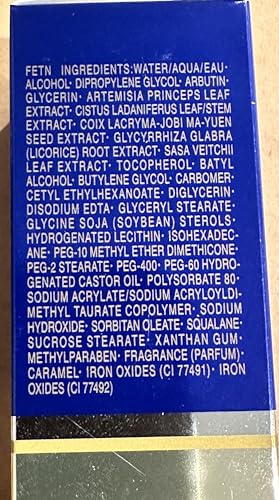 FETN INGREDIENTS:WATER/AQUA/EAU·
ALCOHOL· DIPROPYLENE GLYCOL· ARBUTIN·
GLYCERIN· ARTEMISIA PRINCEPS LEAF
EXTRACT· CISTUS LADANIFERUS LEAF/STEM
EXTRACT· COIX LACRYMA-JOBI MA-YUEN
SEED EXTRACT· GLYCYRRHIZA GLABRA
(LICORICE) ROOT EXTRACT· SASA VEITCHII
LEAF EXTRACT· TOCOPHEROL· BATYL
ALCOHOL· BUTYLENE GLYCOL· CARBOMER·
CETYL ETHYLHEXANOATE· DIGLYCERIN·
DISODIUM EDTA· GLYCERYL STEARATE·
GLYCINE SOJA (SOYBEAN) STEROLS·
HYDROGENATED LECITHIN· ISOHEXADEC-
ANE· PEG-10 METHYL ETHER DIMETHICONE·
PEG-2 STEARATE· PEG-400· PEG-60 HYDRO-
GENATED CASTOR OIL· POLYSORBATE 80·
SODIUM ACRYLATE/SODIUM ACRYLOYLDI-
METHYL TAURATE COPOLYMER· SODIUM
HYDROXIDE· SORBITAN OLEATE· SQUALANE·
SUCROSE STEARATE· XANTHAN GUM·
METHYLPARABEN· FRAGRANCE (PARFUM)·
CARAMEL· IRON OXIDES (CI 77491)· IRON
OXIDES (CI 77492)